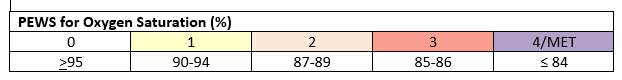 PEWS for Oxygen Saturation (%)
0 1 2 3 4/MET
≥95 90-94 87-89 85-86 ≤ 84